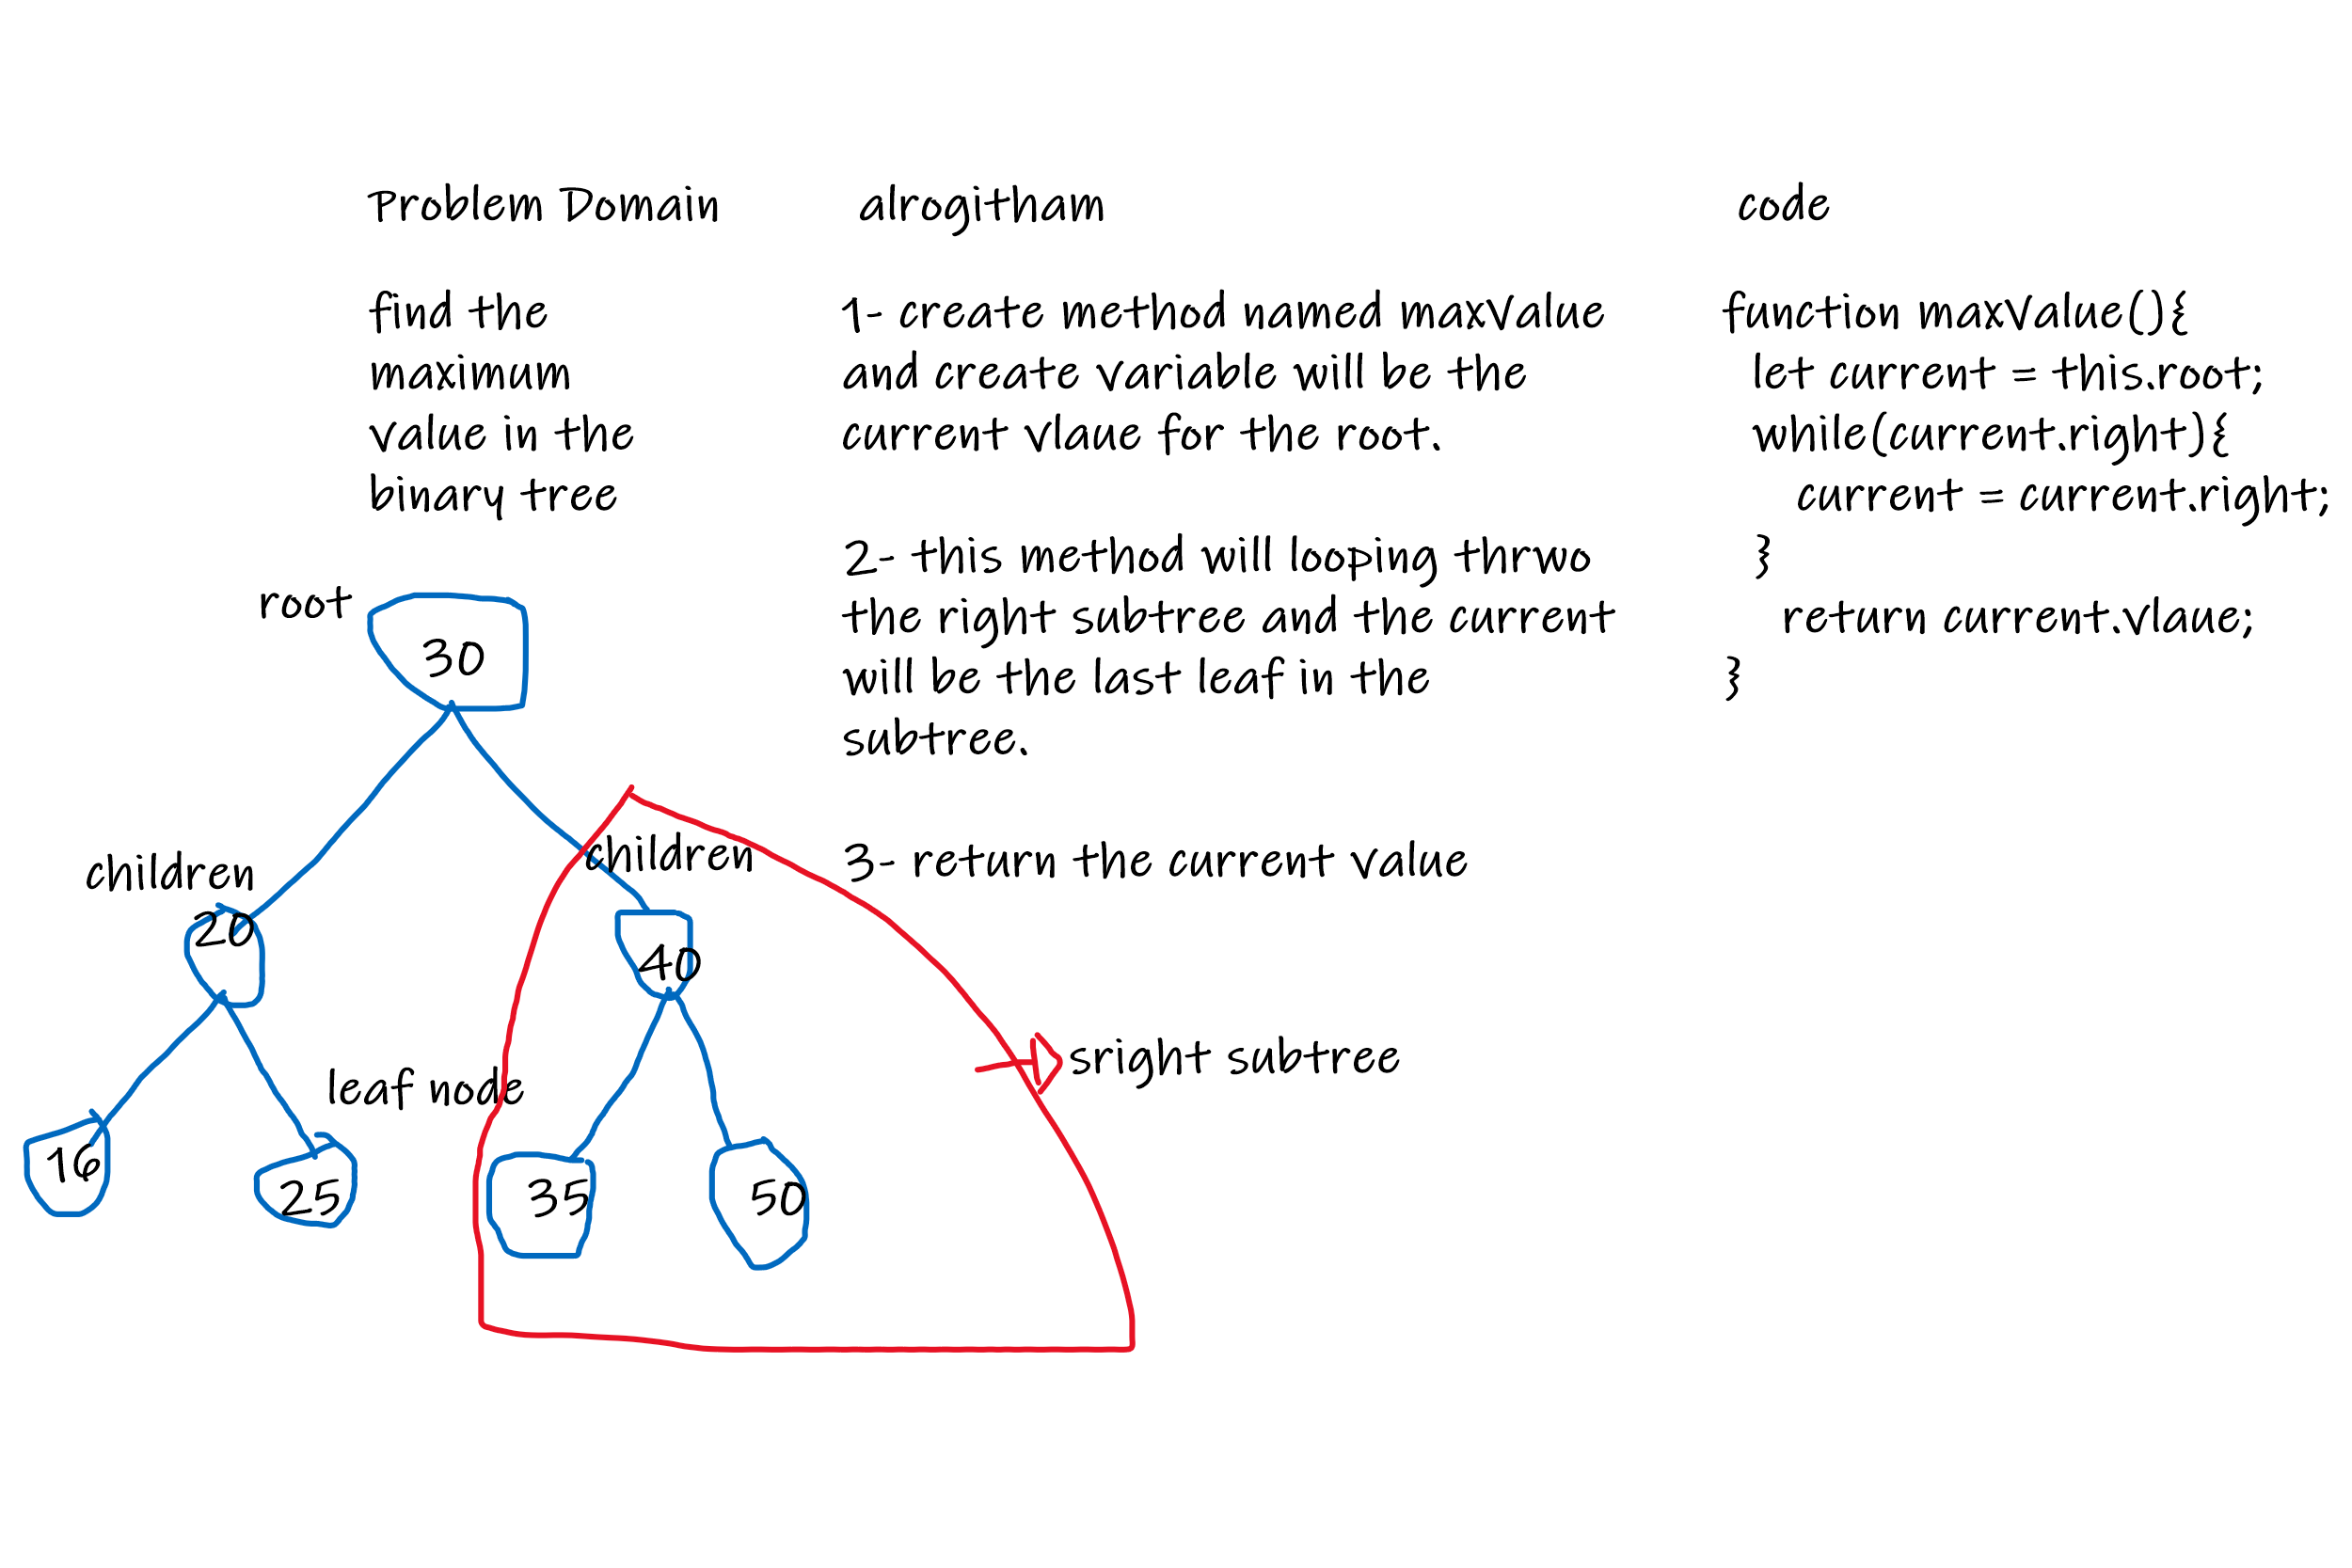 Problem Domain
find the
maximum
value in the
binary tree
alrogitham
1- create method named maxValue
and create variable will be the
current vlaue for the root.
2- this method will looping thrwo
the right subtree and the current
will be the last leaf in the
subtree.
3- return the current value
code
function maxValue(){
let current = this.root;
while(current.right){
current = current.right;
}
return current.vlaue;
}
root
30
children
children
20
40
leaf node
sright subtree
16
25
35
50